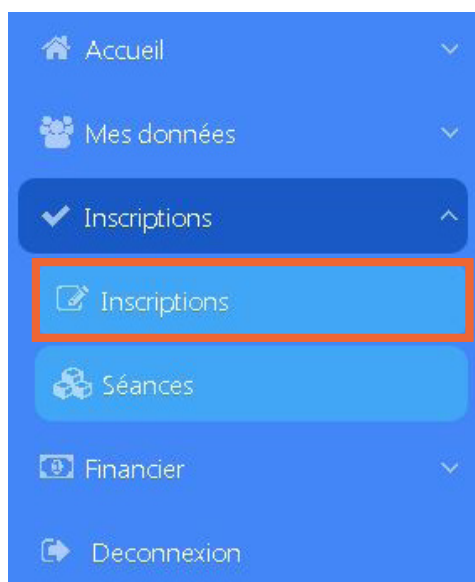 Accueil
Mes données
Inscriptions
Inscriptions
Séances
Financier
Deconnexion